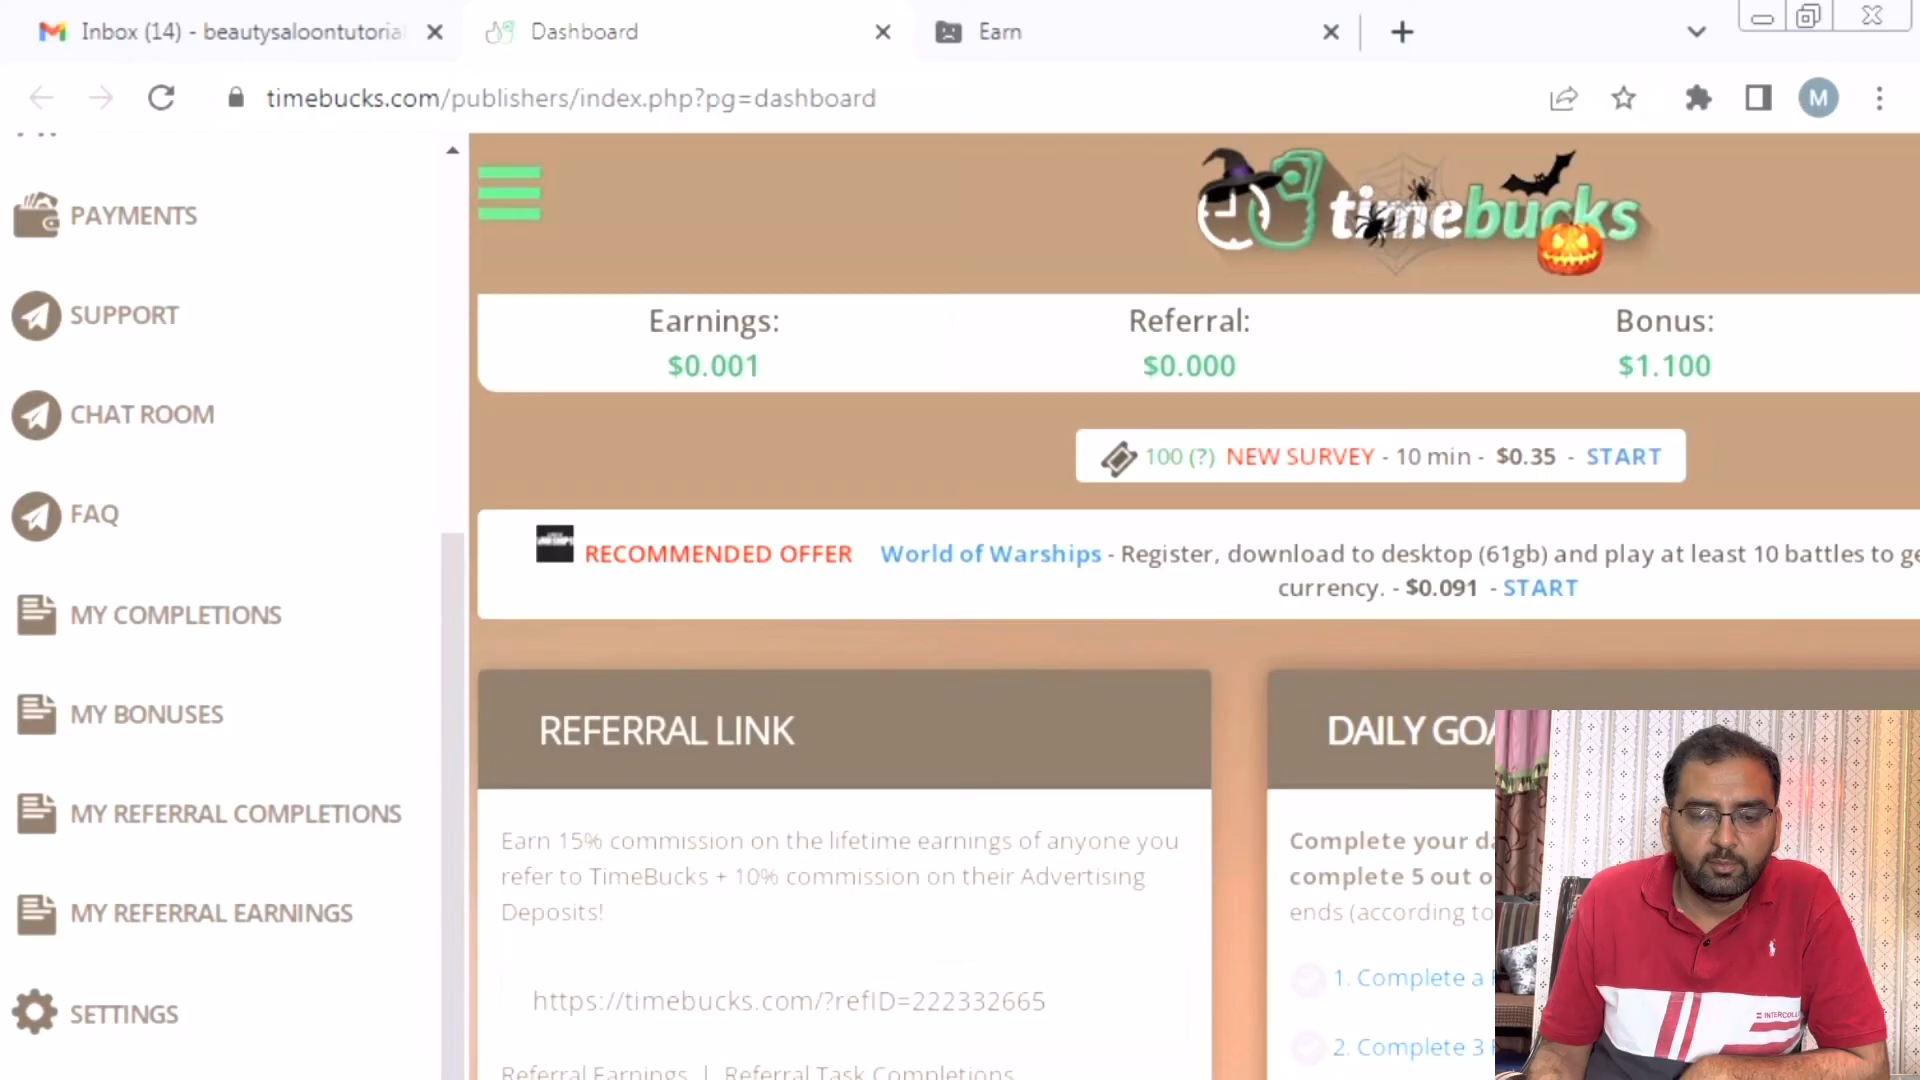 Inbox (14) - beautysaloontutorial
Dashboard
Earn
timebucks.com/publishers/index.php?pg=dashboard
M
PAYMENTS
SUPPORT
CHAT ROOM
FAQ
MY COMPLETIONS
MY BONUSES
MY REFERRAL COMPLETIONS
MY REFERRAL EARNINGS
SETTINGS
timebucks
Earnings:
$0.001
Referral:
$0.000
Bonus:
$1.100
100 (?) NEW SURVEY - 10 min - $0.35 - START
RECOMMENDED OFFER World of Warships - Register, download to desktop (61gb) and play at least 10 battles to ge
currency. - $0.091 - START
REFERRAL LINK
Earn 15% commission on the lifetime earnings of anyone you
refer to TimeBucks + 10% commission on their Advertising
Deposits!
https://timebucks.com/?refID=222332665
Referral Earnings | Referral Task Completions
DAILY GOA
Complete your da
complete 5 out o
ends (according to
1. Complete a
2. Complete 3